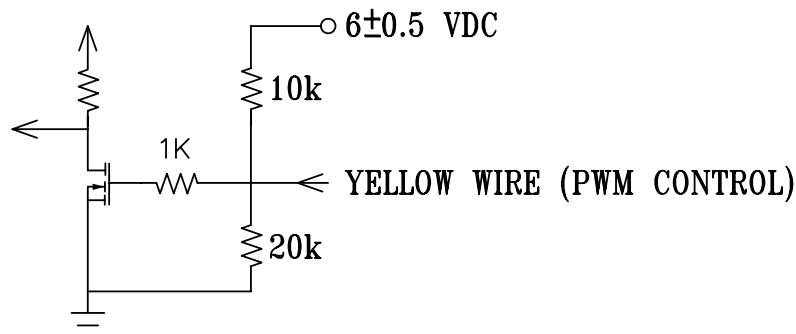 6±0.5 VDC
10k
1K
YELLOW WIRE (PWM CONTROL)
20k